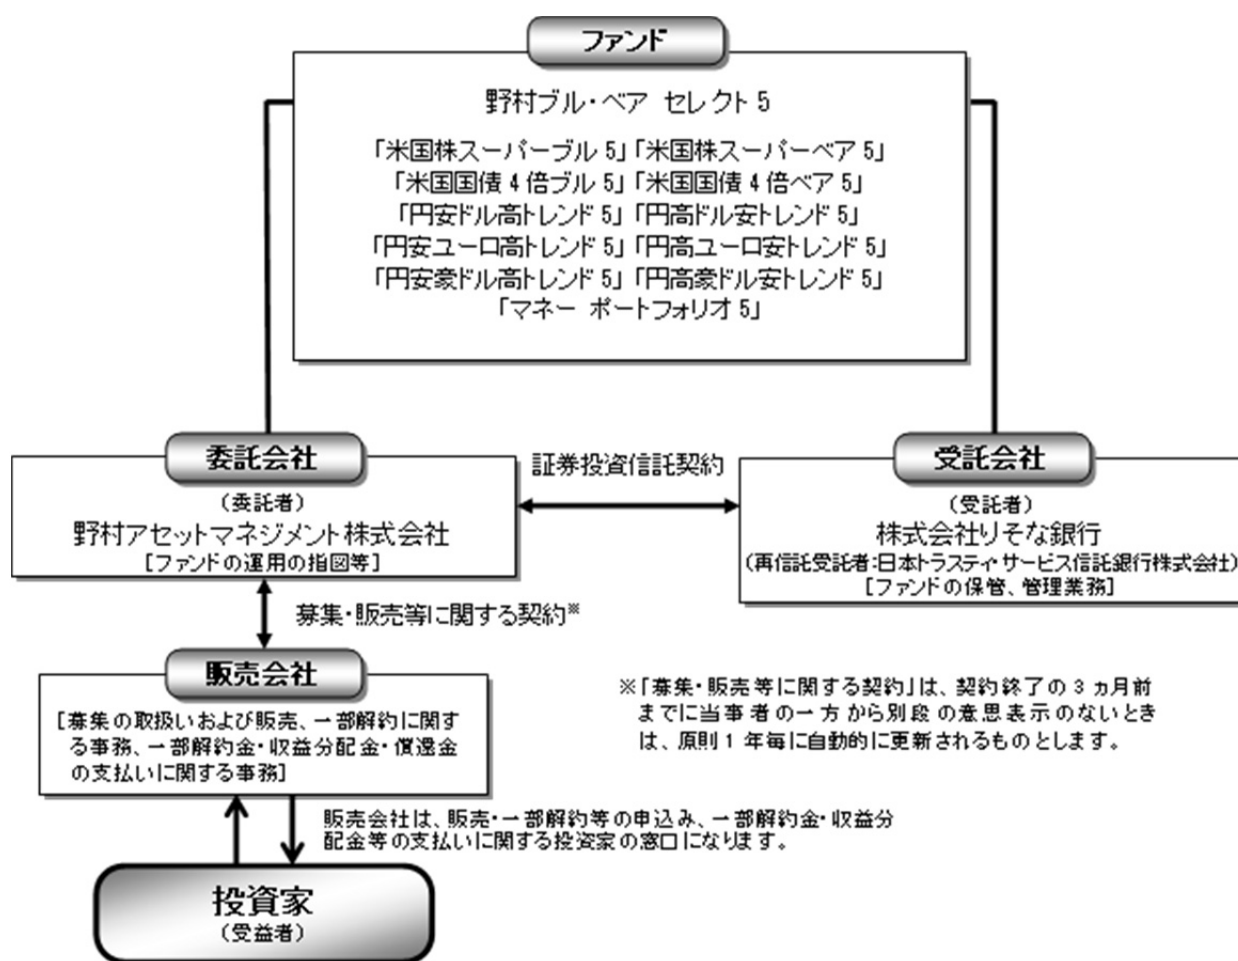 ファンド
野村ブル・ベア セレクト 5
「米国株スーパーブル 5」「米国株スーパーベア 5」
「米国国債 4 倍ブル 5」「米国国債 4 倍ベア 5」
「円安ドル高トレンド 5」「円高ドル安トレンド 5」
「円安ユーロ高トレンド 5」「円高ユーロ安トレンド 5」
「円安豪ドル高トレンド 5」「円高豪ドル安トレンド 5」
「マネー ポートフォリオ 5」
委託会社
(委託者)
野村アセットマネジメント株式会社
[ファンドの運用の指図等]
証券投資信託契約
受託会社
(受託者)
株式会社りそな銀行
(再信託受託者:日本トラスティ・サービス信託銀行株式会社)
[ファンドの保管、管理業務]
募集・販売等に関する契約※
販売会社
[募集の取扱いおよび販売、一部解約に関す
る事務、一部解約金・収益分配金・償還金
の支払いに関する事務]
※「募集・販売等に関する契約」は、契約終了の 3 ヵ月前
までに当事者の一方から別段の意思表示のないとき
は、原則 1 年毎に自動的に更新されるものとします。
販売会社は、販売・一部解約等の申込み、一部解約金・収益分
配金等の支払いに関する投資家の窓口になります。
投資家
(受益者)